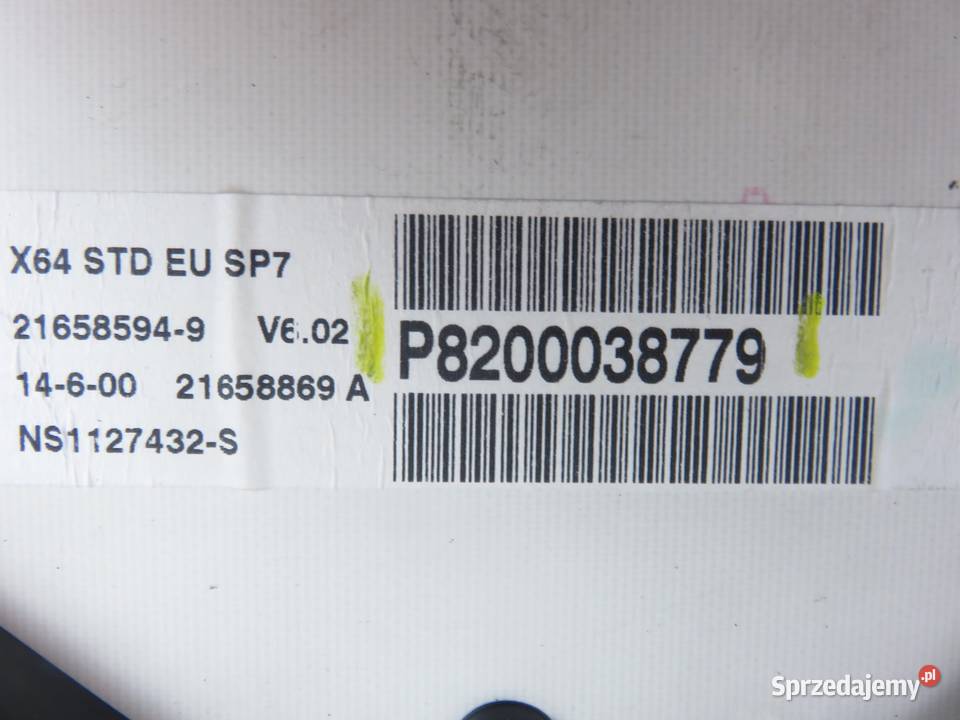 X64 STD EU SP7
21658594-9 V6.02
14-6-00 21658869 A
NS1127432-S
P8200038779
Sprzedajemy.pl